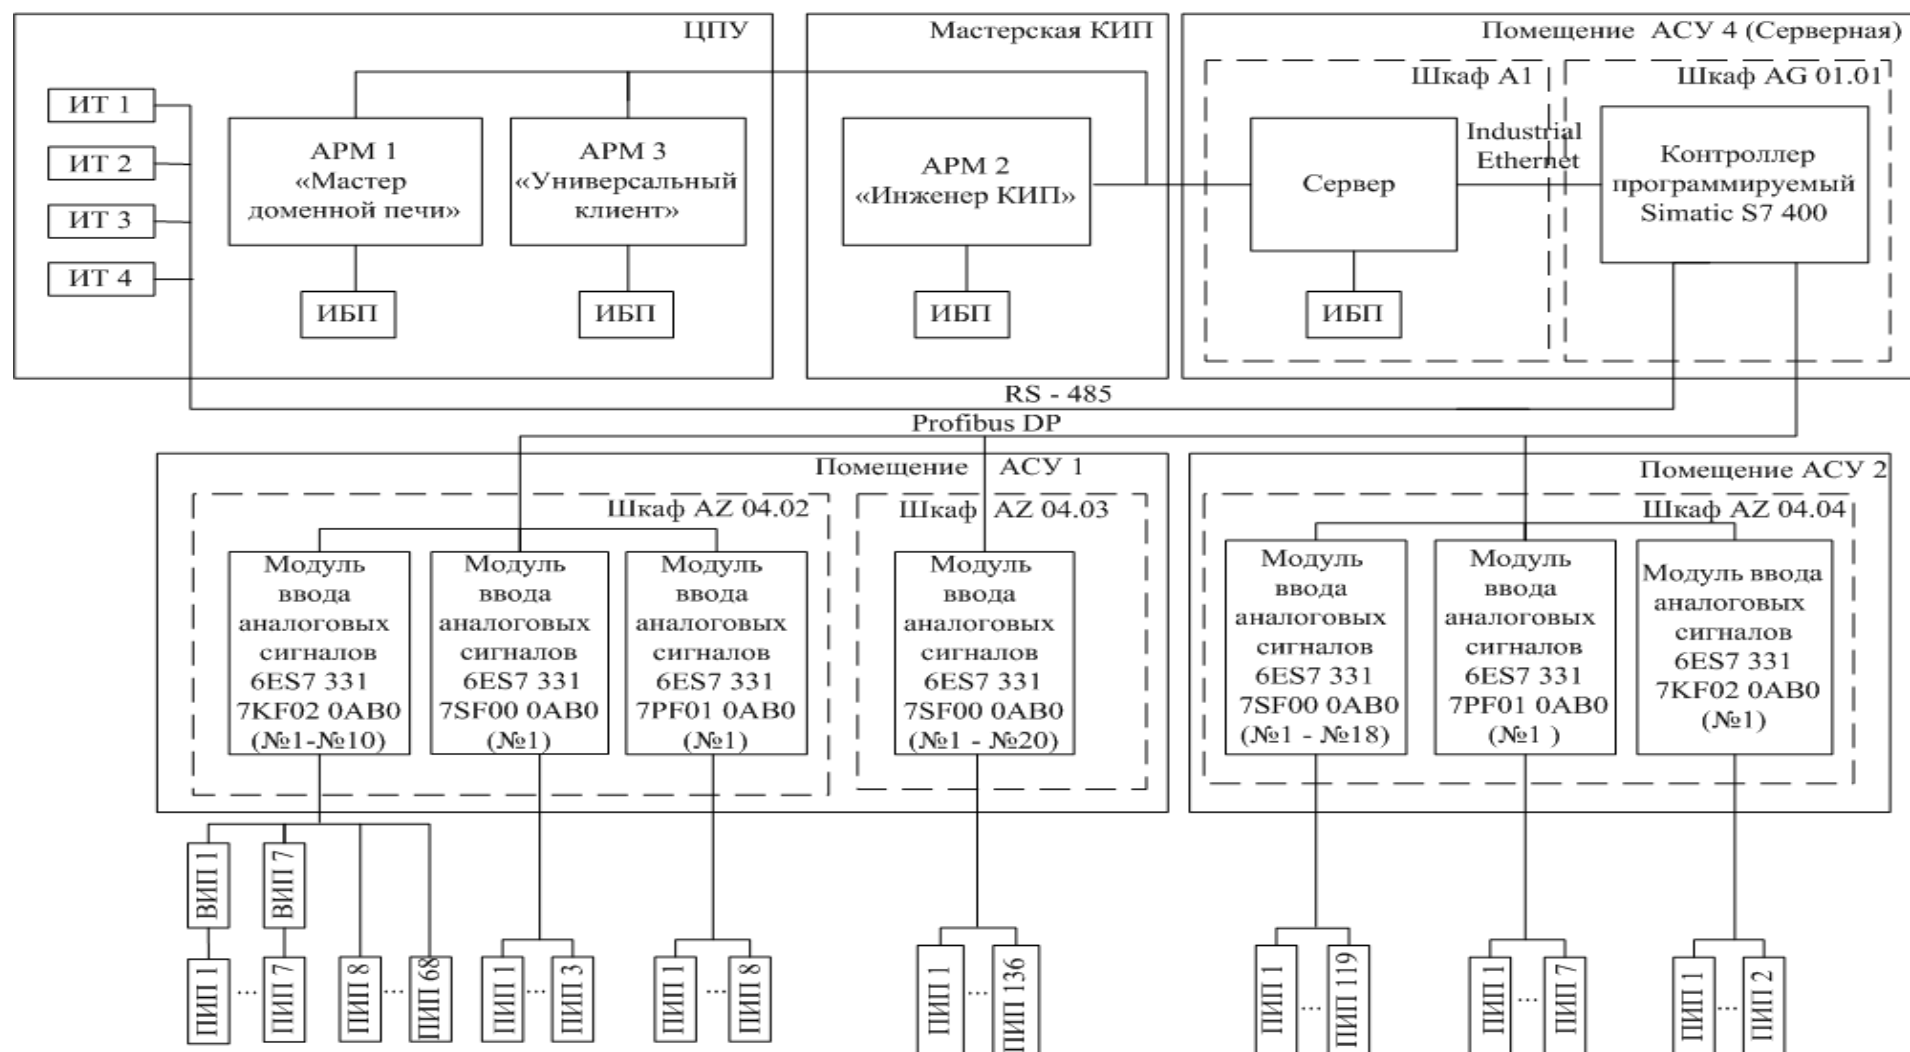 ЦПУ
ИТ 1
ИТ 2
ИТ 3
ИТ 4
АРМ 1
«Мастер
доменной печи»
ИБП
АРМ 3
«Универсальный
клиент»
ИБП
Мастерская КИП
АРМ 2
«Инженер КИП»
ИБП
Помещение АСУ 4 (Серверная)
Шкаф А1
Сервер
ИБП
Industrial
Ethernet
Шкаф AG 01.01
Контроллер
программируемый
Simatic S7 400
RS - 485
Profibus DP
Помещение АСУ 1
Шкаф AZ 04.02
Модуль
ввода
аналоговых
сигналов
6ES7 331
7KF02 0AB0
(№1-№10)
Модуль
ввода
аналоговых
сигналов
6ES7 331
7SF00 0AB0
(№1)
Модуль
ввода
аналоговых
сигналов
6ES7 331
7PF01 0AB0
(№1)
Шкаф AZ 04.03
Модуль
ввода
аналоговых
сигналов
6ES7 331
7SF00 0AB0
(№1 - №20)
Помещение АСУ 2
Шкаф AZ 04.04
Модуль
ввода
аналоговых
сигналов
6ES7 331
7SF00 0AB0
(№1 - №18)
Модуль
ввода
аналоговых
сигналов
6ES7 331
7PF01 0AB0
(№1 )
Модуль ввода
аналоговых
сигналов
6ES7 331
7KF02 0AB0
(№1)
ВИП 1
ВИП 7
ПИП 1
...
ПИП 7
ПИП 8
...
ПИП 68
ПИП 1
...
ПИП 3
ПИП 1
...
ПИП 8
ПИП 1
...
ПИП 136
ПИП 1
...
ПИП 119
ПИП 1
...
ПИП 7
ПИП 1
...
ПИП 2